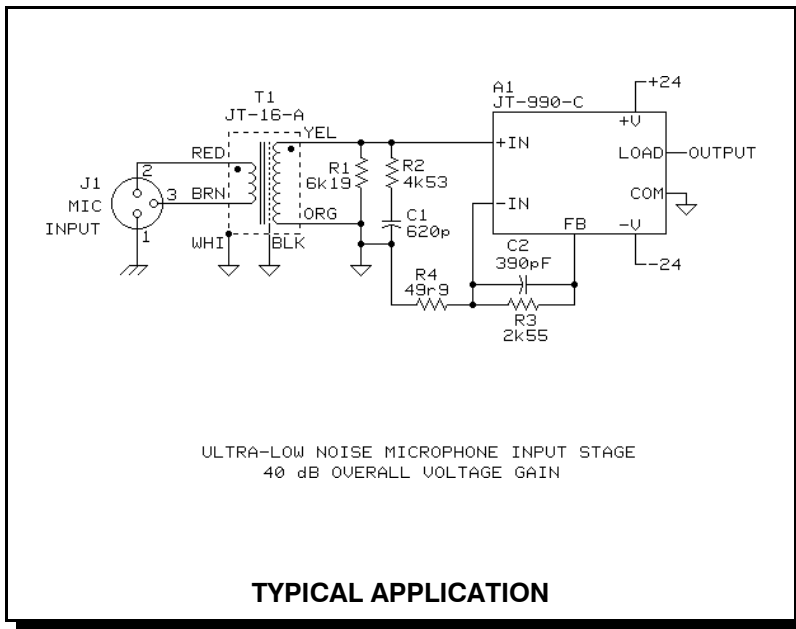 A1
JT-990-C
+24
T1
JT-16-A
+V
YEL
RED
2
R1
6k19
R2
4k53
+IN
LOAD
OUTPUT
J1
MIC
INPUT
3
BRN
-IN
COM
ORG
C1
620p
1
WHI
BLK
FB
-V
C2
390pF
-24
R4
49r9
R3
2k55
ULTRA-LOW NOISE MICROPHONE INPUT STAGE
40 dB OVERALL VOLTAGE GAIN
TYPICAL APPLICATION